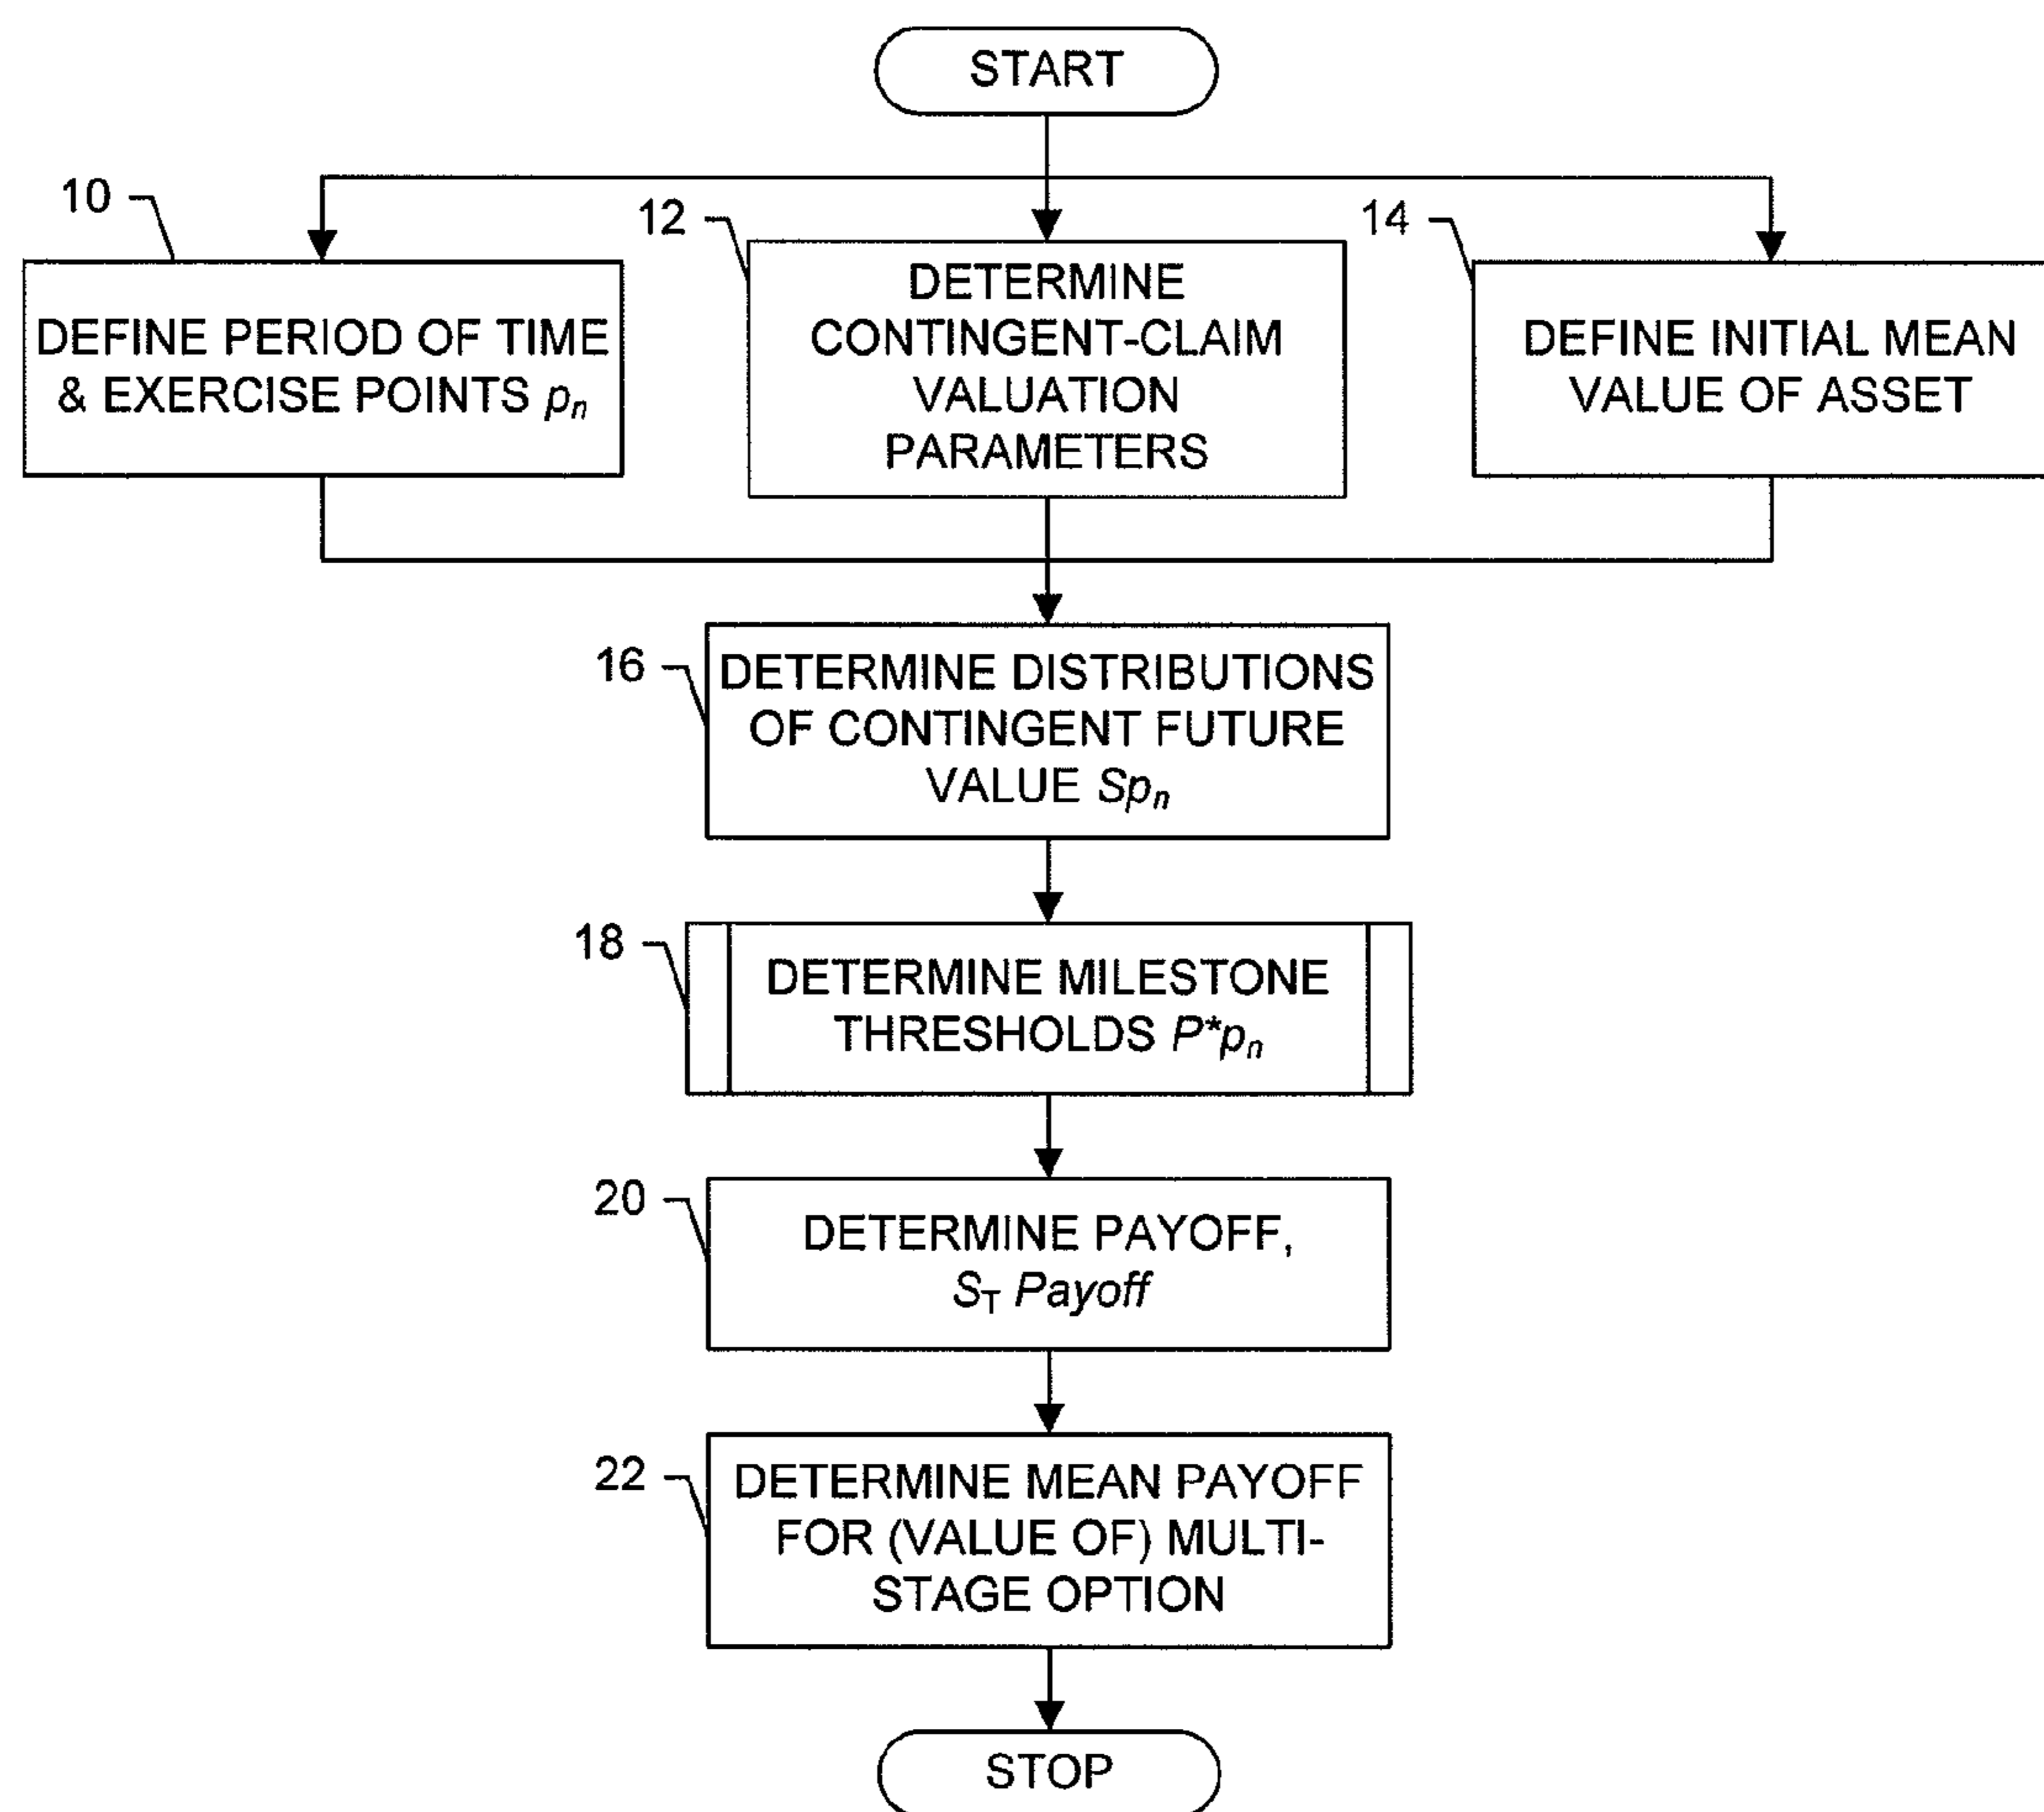 START
10
DEFINE PERIOD OF TIME
& EXERCISE POINTS pn
12
DETERMINE
CONTINGENT-CLAIM
VALUATION
PARAMETERS
14
DEFINE INITIAL MEAN
VALUE OF ASSET
16
DETERMINE DISTRIBUTIONS
OF CONTINGENT FUTURE
VALUE Spn
18
DETERMINE MILESTONE
THRESHOLDS P*pn
20
DETERMINE PAYOFF,
ST Payoff
22
DETERMINE MEAN PAYOFF
FOR (VALUE OF) MULTI-
STAGE OPTION
STOP